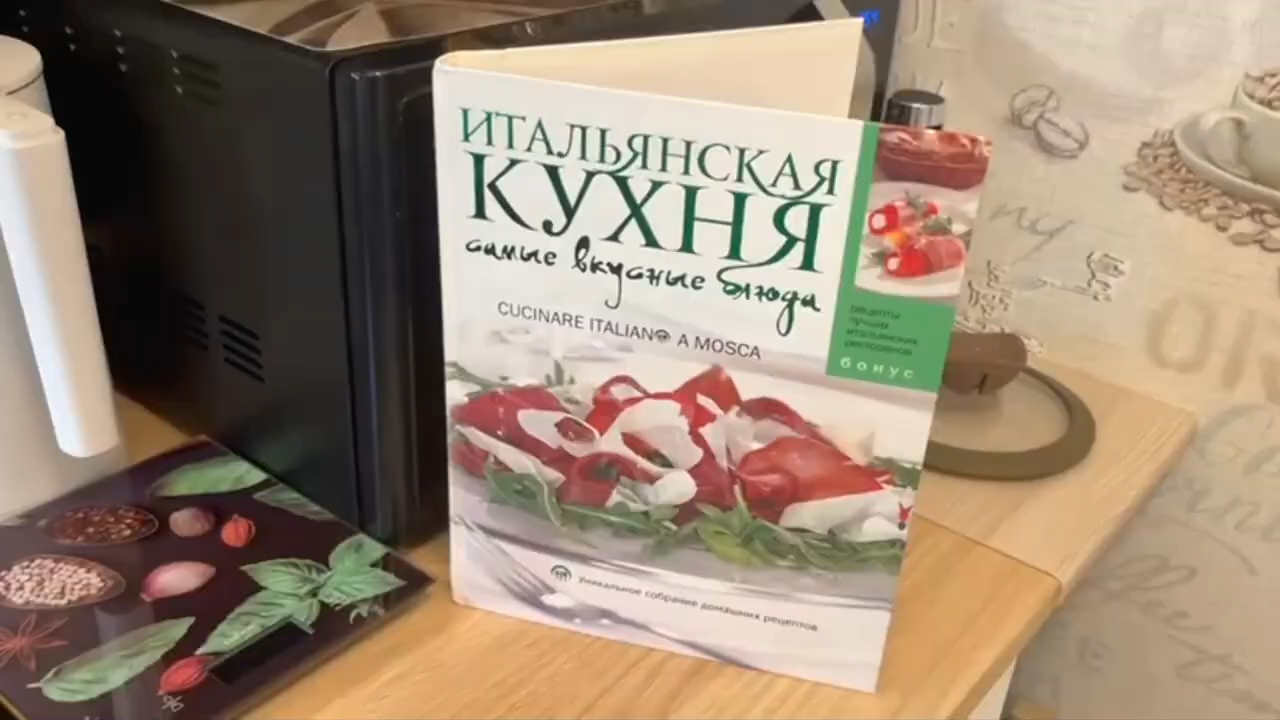 ИТАЛЬЯНСКАЯ
КУХНЯ
самые вкусные блюда
CUCINARE ITALIANO A MOSCA
рецепты
лучших
итальянских
ресторанов
бонус
Уникальное собрание домашних рецептов